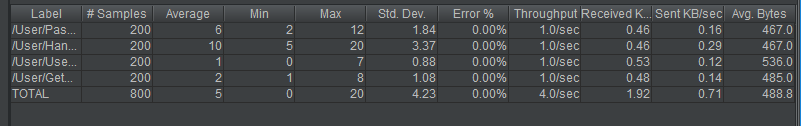 Label # Samples Average Min Max Std. Dev. Error % Throughput Received K... Sent KB/sec Avg. Bytes
/User/Pas... 200 6 2 12 1.84 0.00% 1.0/sec 0.46 0.16 467.0
/User/Han... 200 10 5 20 3.37 0.00% 1.0/sec 0.46 0.29 467.0
/User/Use... 200 1 0 7 0.88 0.00% 1.0/sec 0.53 0.12 536.0
/User/Get... 200 2 1 8 1.08 0.00% 1.0/sec 0.48 0.14 485.0
TOTAL 800 5 0 20 4.23 0.00% 4.0/sec 1.92 0.71 488.8